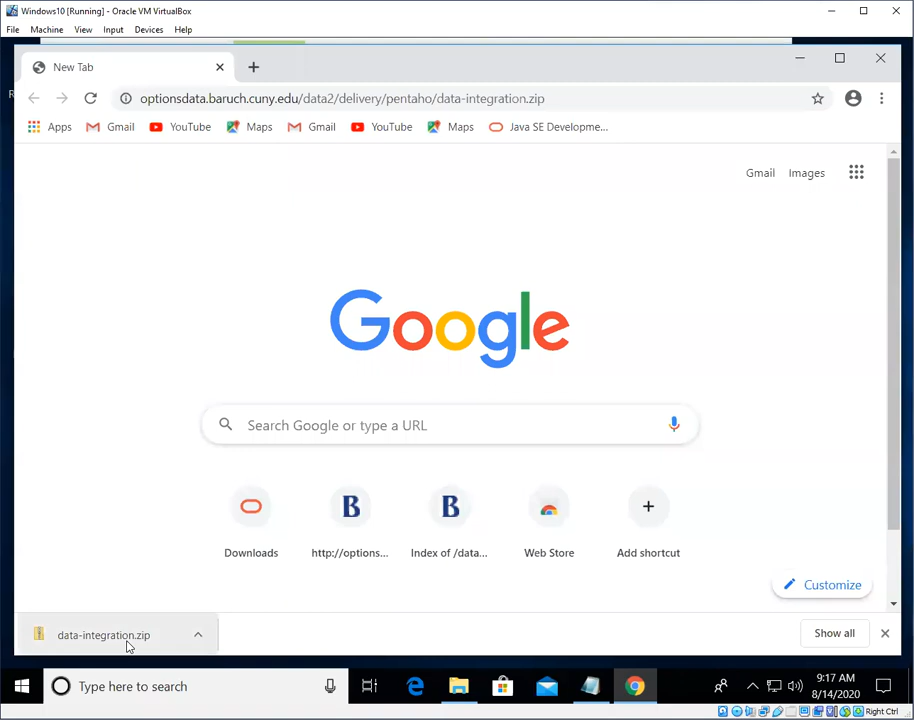 Windows10 [Running] - Oracle VM VirtualBox
File Machine View Input Devices Help
New Tab
optionsdata.baruch.cuny.edu/data2/delivery/pentaho/data-integration.zip
Apps Gmail YouTube Maps Gmail YouTube Maps Java SE Developme...
Gmail Images
Google
Search Google or type a URL
B B
Downloads http://options... Index of /data... Web Store Add shortcut
Customize
data-integration.zip Show all
Type here to search
9:17 AM
8/14/2020
Right Ctrl